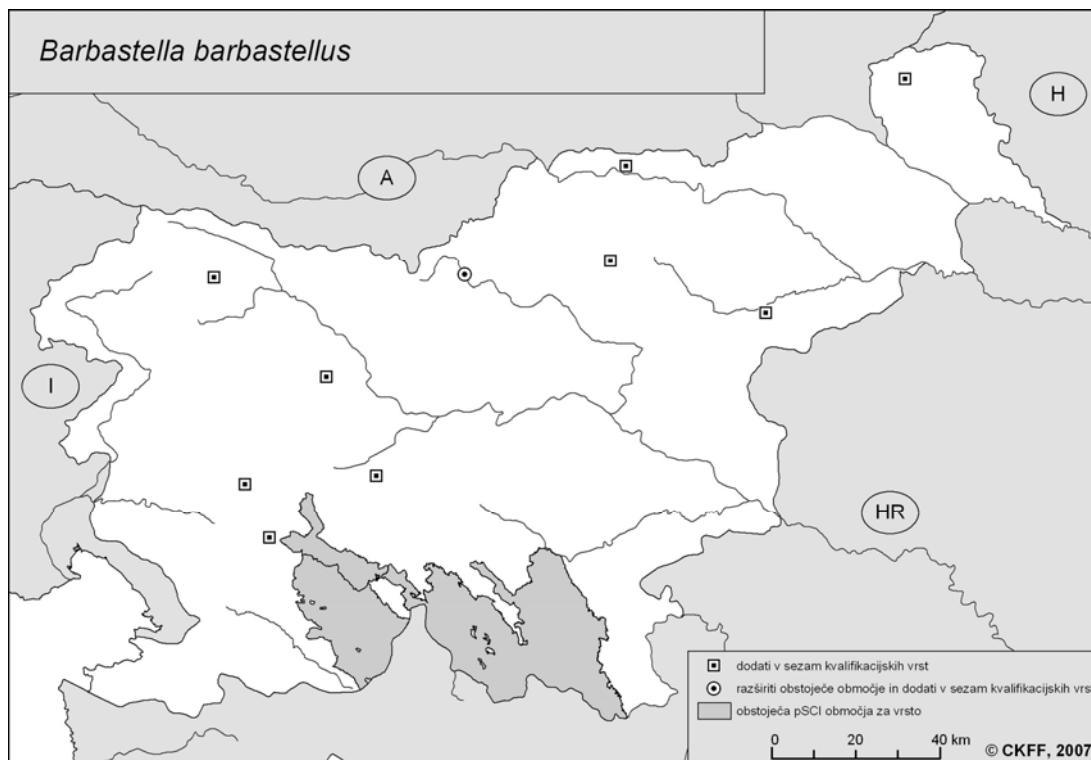 Barbastella barbastellus
H
A
I
HR
dodati v sezam kvalifikacijskih vrst
razširiti obstoječe območje in dodati v sezam kvalifikacijskih vrst
obstoječa pSCI območja za vrsto
0 20 40 km
© CKFF, 2007